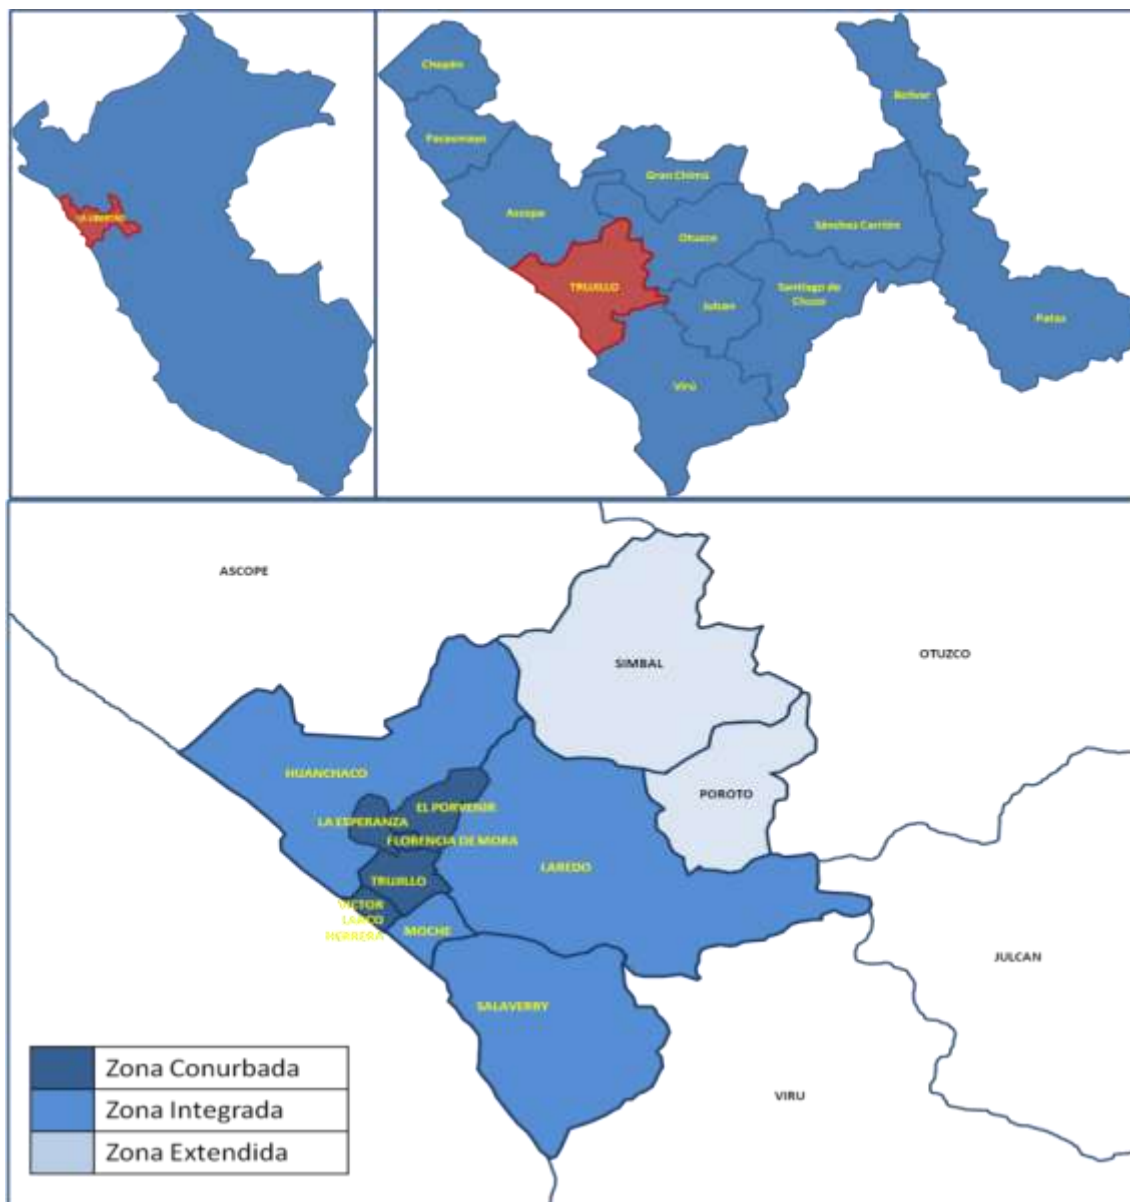 LA LIBERTAD
Chepén
Pacasmayo
Ascope
Gran Chimú
Otuzco
Bolívar
Sánchez Carrión
TRUJILLO
Julcán
Santiago de
Chuco
Pataz
Virú
ASCOPE
SIMBAL
OTUZCO
HUANCHACO
POROTO
EL PORVENIR
LA ESPERANZA
FLORENCIA DE MORA
LAREDO
TRUJILLO
VICTOR
LARCO
HERRERA
MOCHE
JULCAN
SALAVERRY
VIRU
Zona Conurbada
Zona Integrada
Zona Extendida